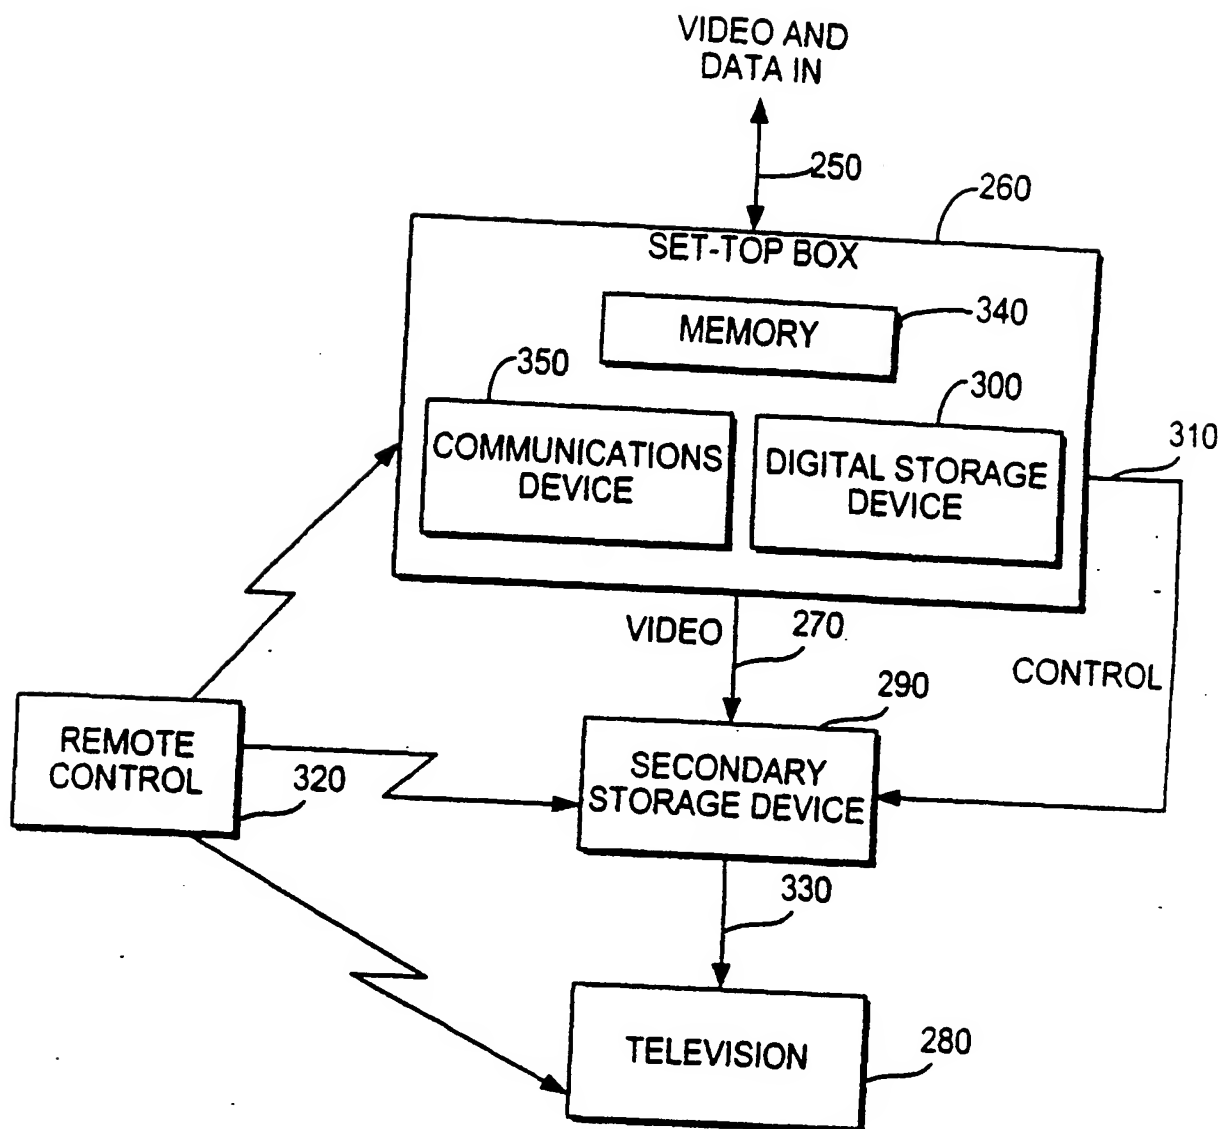 VIDEO AND
DATA IN
250
260
SET-TOP BOX
MEMORY
340
350
300
COMMUNICATIONS
DEVICE
DIGITAL STORAGE
DEVICE
310
VIDEO
270
CONTROL
290
REMOTE
CONTROL
320
SECONDARY
STORAGE DEVICE
330
TELEVISION
280